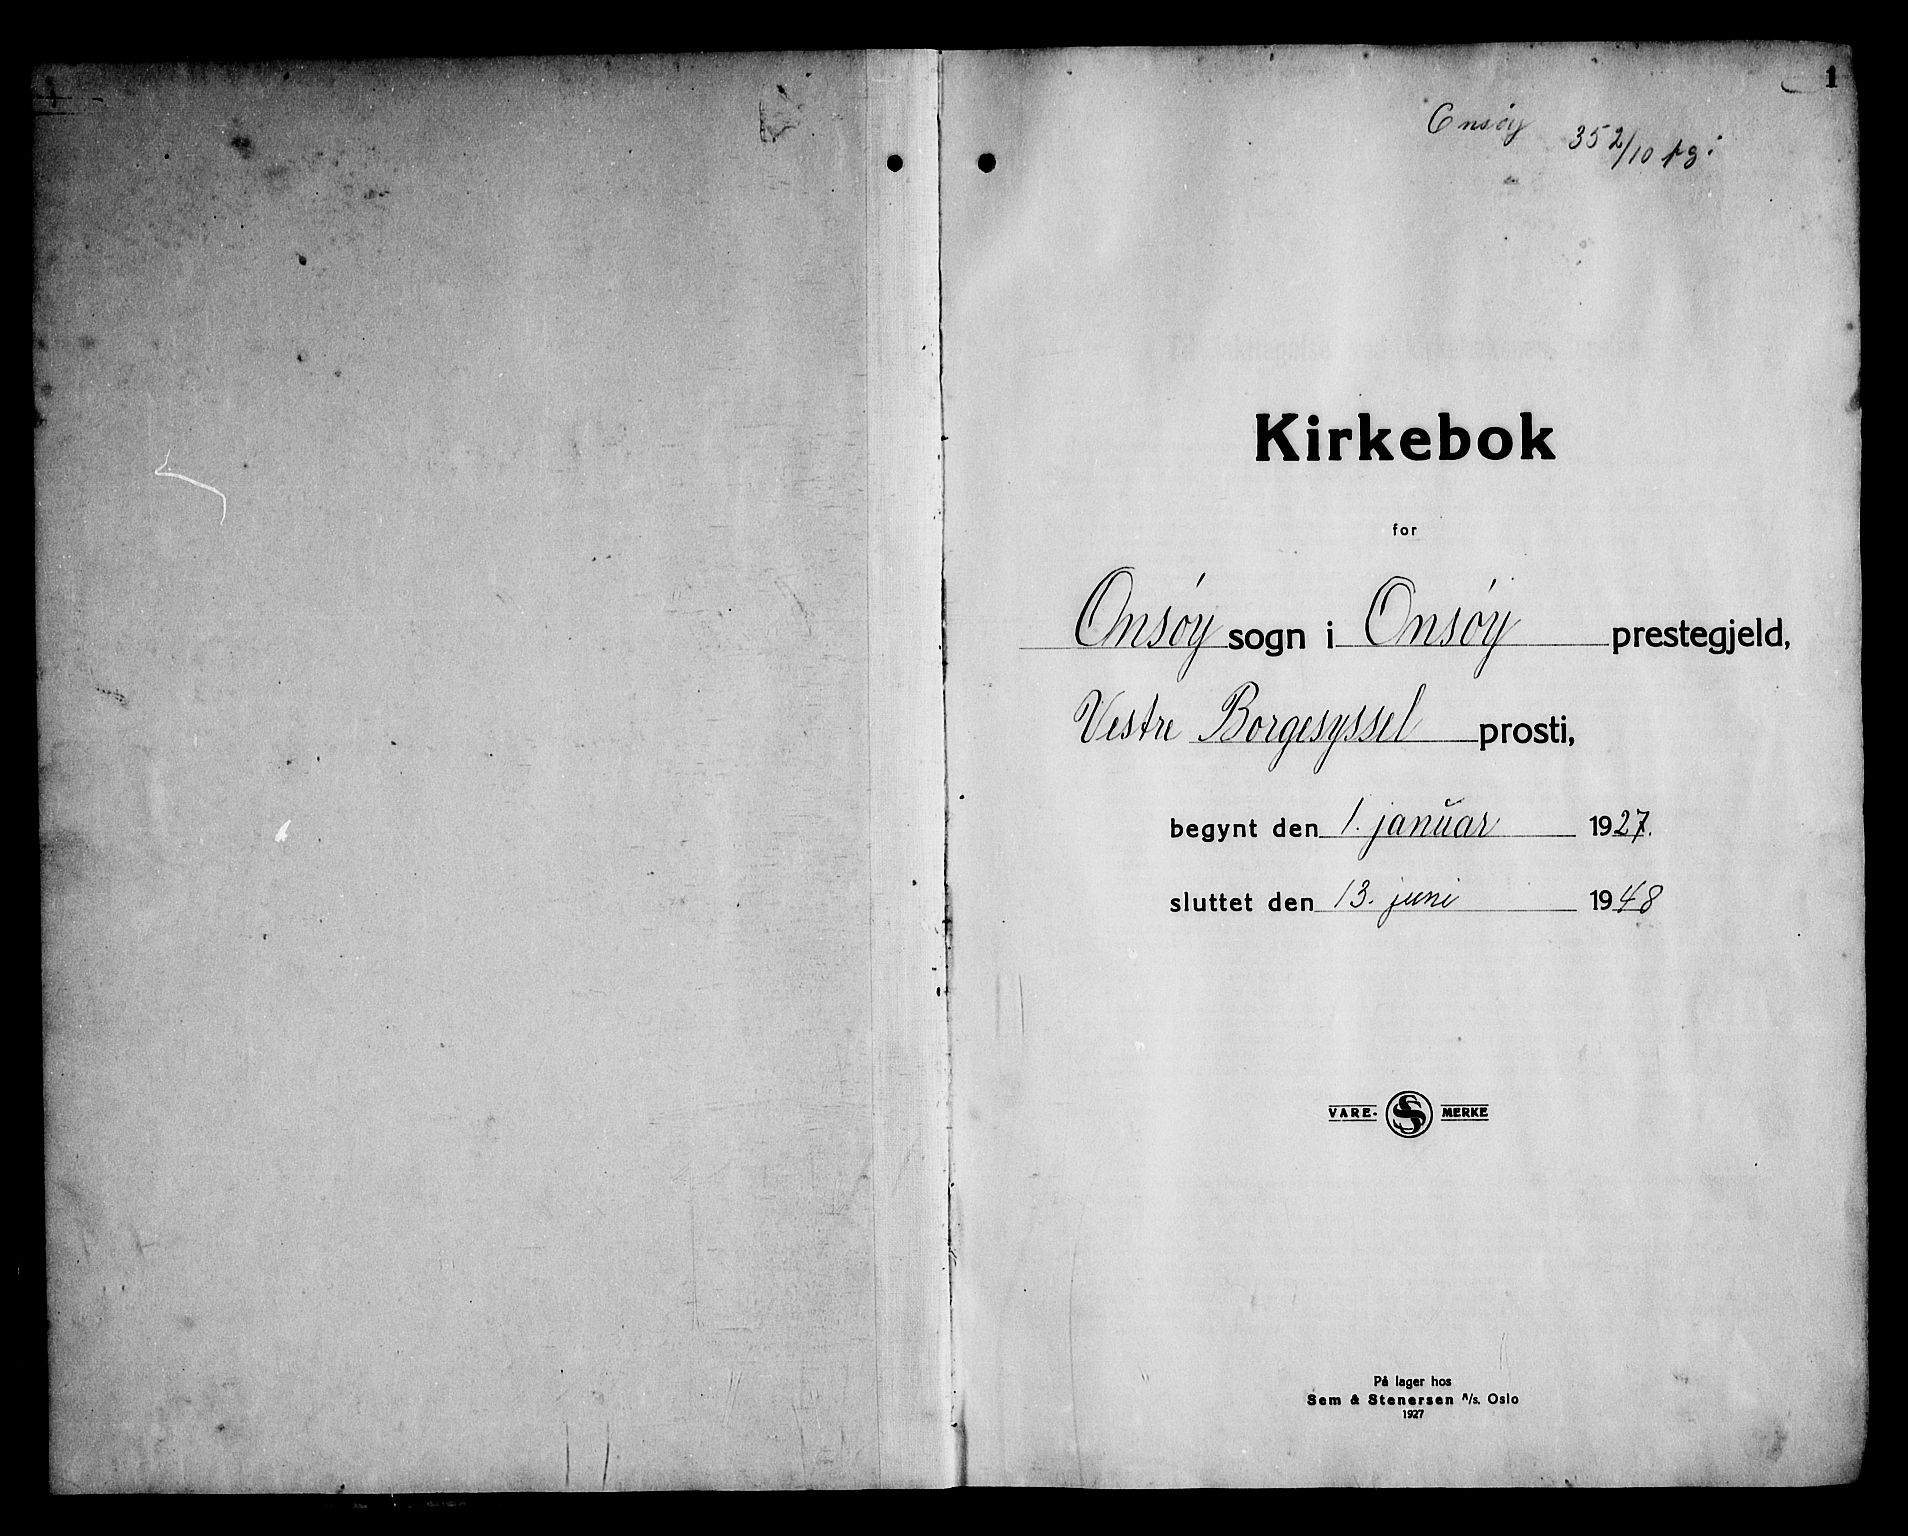 1
Onsøy 352/10 pg:
Kirkebok
for
Onsøy sogn i Onsøy prestegjeld,
Vestre Borgesyssel prosti,
begynt den 1. januar 1927.
sluttet den 13. juni 1948
VARE- S MERKE
På lager hos
Sem & Stenersen A/s. Oslo
1927